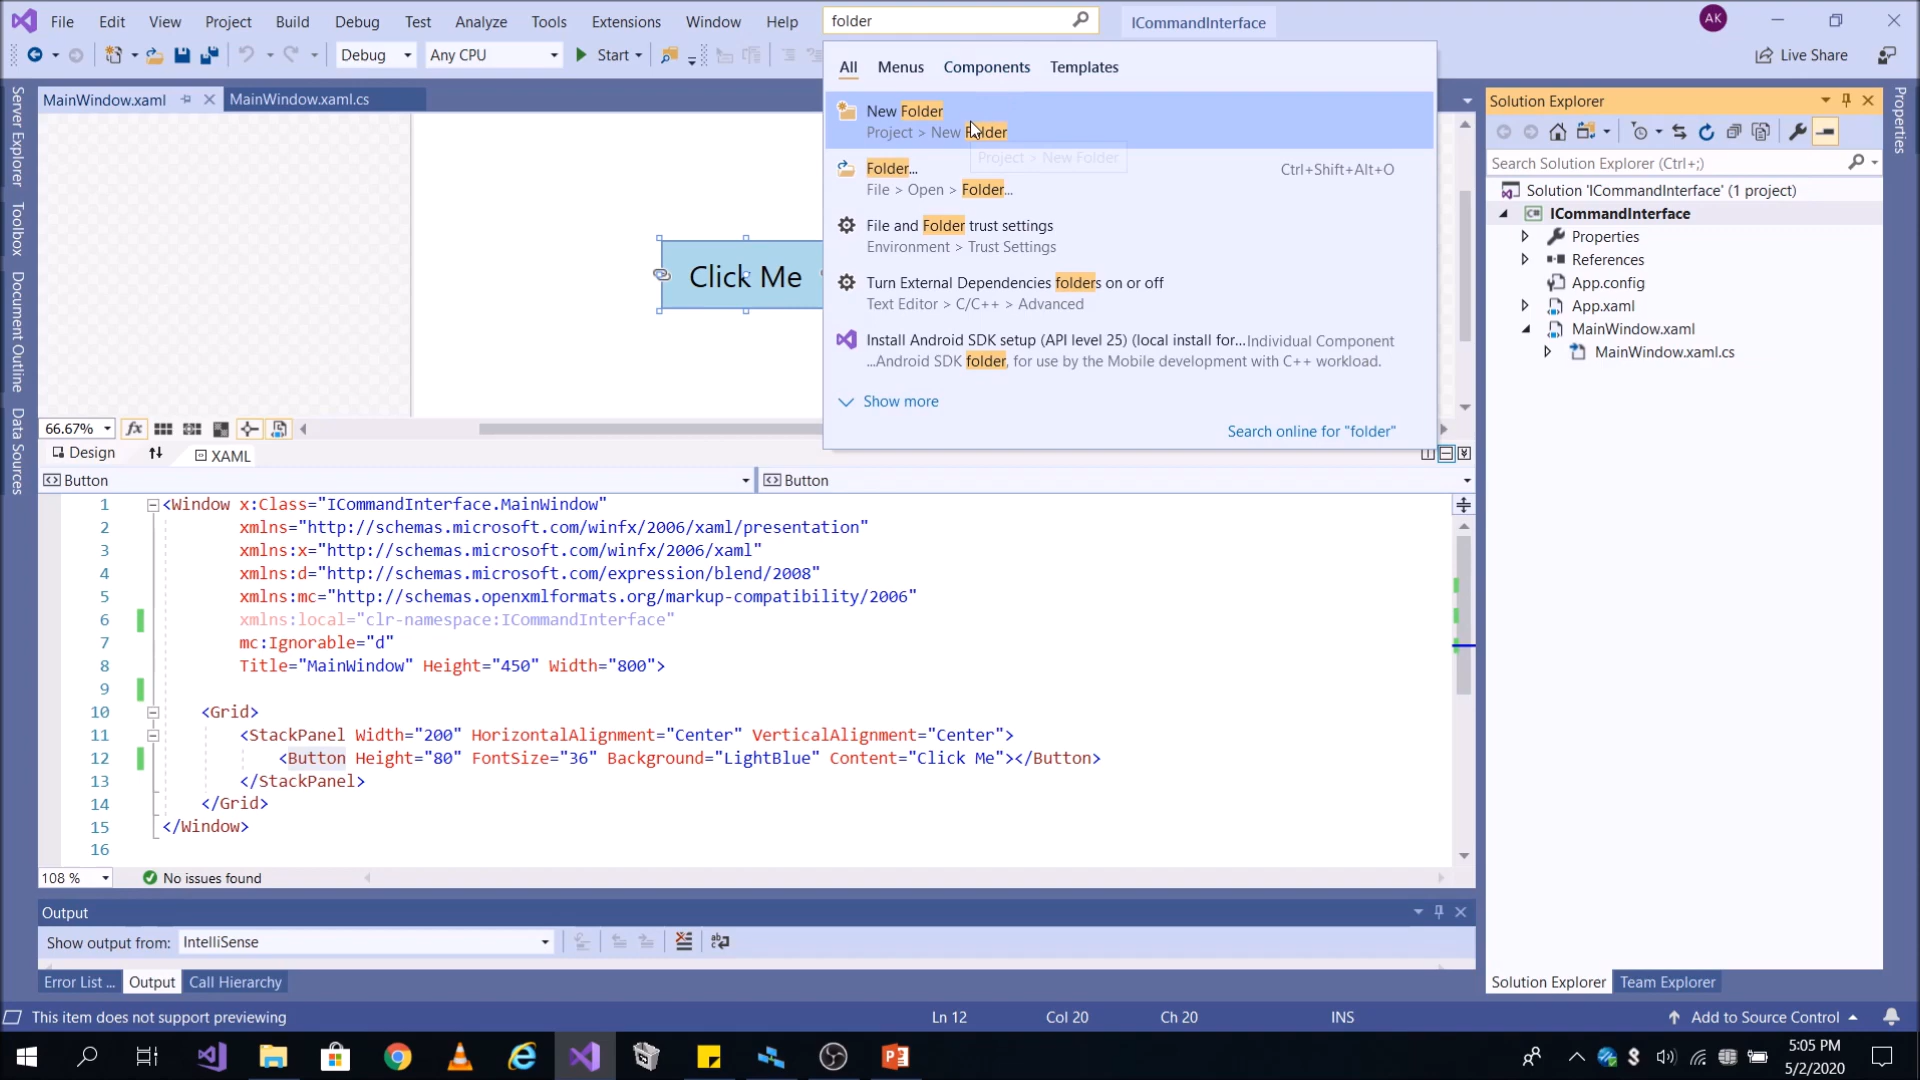 File Edit View Project Build Debug Test Analyze Tools Extensions Window Help folder ICommandInterface AK
Debug Any CPU Start Live Share
All Menus Components Templates
New Folder
Project > New Folder
Project > New Folder
Folder... Ctrl+Shift+Alt+O
File > Open > Folder...
File and Folder trust settings
Environment > Trust Settings
Turn External Dependencies folders on or off
Text Editor > C/C++ > Advanced
Install Android SDK setup (API level 25) (local install for... Individual Component
...Android SDK folder, for use by the Mobile development with C++ workload.
Show more
Search online for "folder"
MainWindow.xaml MainWindow.xaml.cs
Server Explorer
Toolbox
Document Outline
Data Sources
Click Me
66.67% fx
Design XAML
Button Button
1 <Window x:Class="ICommandInterface.MainWindow"
2 xmlns="http://schemas.microsoft.com/winfx/2006/xaml/presentation"
3 xmlns:x="http://schemas.microsoft.com/winfx/2006/xaml"
4 xmlns:d="http://schemas.microsoft.com/expression/blend/2008"
5 xmlns:mc="http://schemas.openxmlformats.org/markup-compatibility/2006"
6 xmlns:local="clr-namespace:ICommandInterface"
7 mc:Ignorable="d"
8 Title="MainWindow" Height="450" Width="800">
9
10 <Grid>
11 <StackPanel Width="200" HorizontalAlignment="Center" VerticalAlignment="Center">
12 <Button Height="80" FontSize="36" Background="LightBlue" Content="Click Me"></Button>
13 </StackPanel>
14 </Grid>
15 </Window>
16
108 % No issues found
Output
Show output from: IntelliSense
Error List ... Output Call Hierarchy
Solution Explorer
Search Solution Explorer (Ctrl+;)
Solution 'ICommandInterface' (1 project)
ICommandInterface
Properties
References
App.config
App.xaml
MainWindow.xaml
MainWindow.xaml.cs
Solution Explorer Team Explorer
Properties
This item does not support previewing Ln 12 Col 20 Ch 20 INS Add to Source Control
5:05 PM
5/2/2020